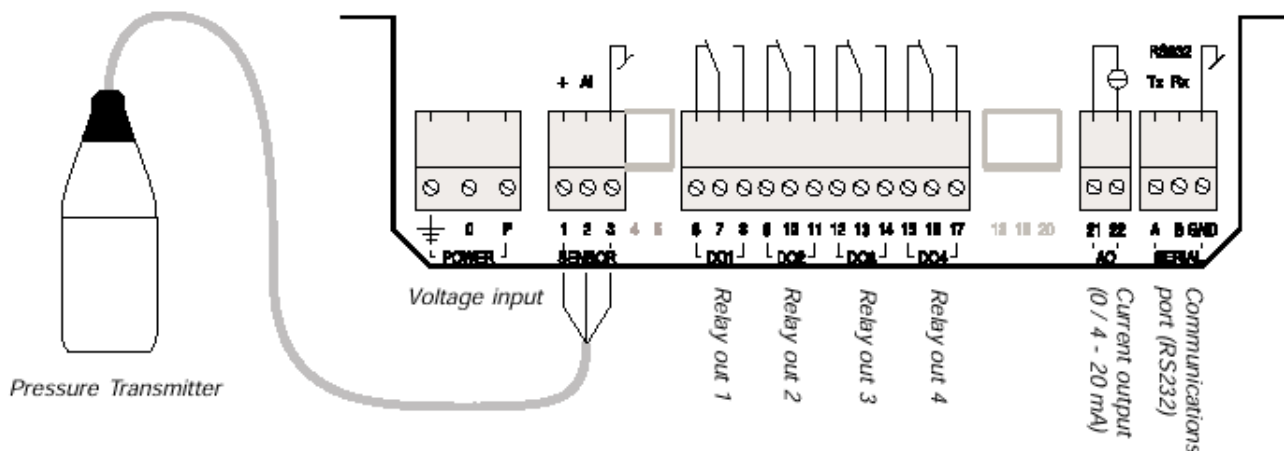 RS232
+ AI
Tx Rx
0 P
1 2 3 4 5 6 7 8 9 10 11 12 13 14 15 16 17 18 19 20 21 22 A B GND
POWER SENSOR DO1 DO2 DO3 DO4 AO SERIAL
Voltage input
Relay out 1
Relay out 2
Relay out 3
Relay out 4
Current output
(0 / 4 - 20 mA)
Communications
port (RS232)
Pressure Transmitter